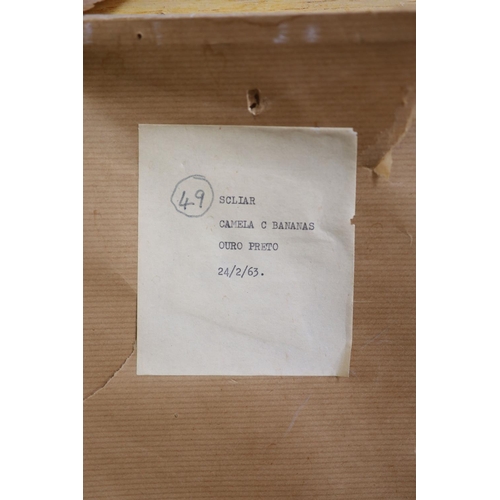 49
SCLIAR
CAMELA C BANANAS
OURO PRETO
24/2/63.